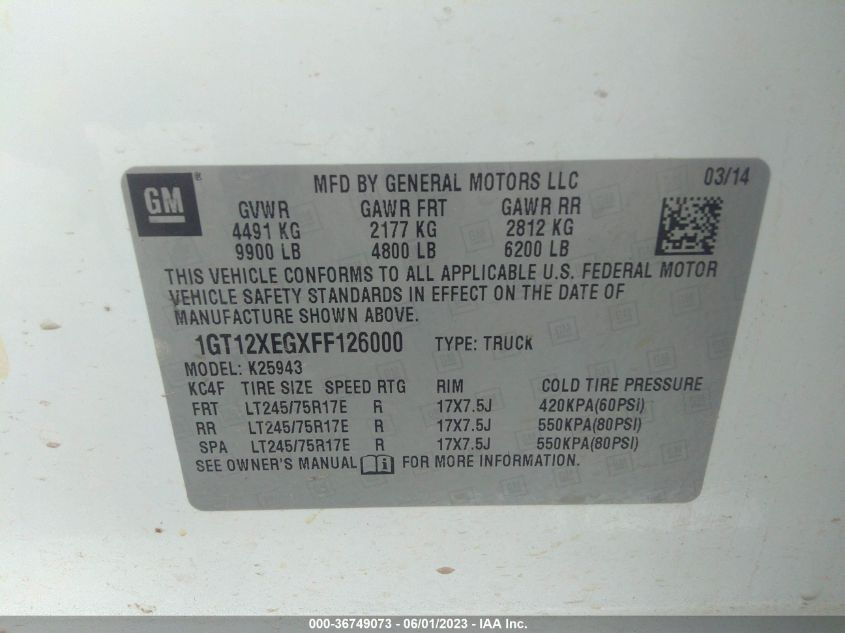 GM ®
MFD BY GENERAL MOTORS LLC 03/14
GVWR GAWR FRT GAWR RR
4491 KG 2177 KG 2812 KG
9900 LB 4800 LB 6200 LB
THIS VEHICLE CONFORMS TO ALL APPLICABLE U.S. FEDERAL MOTOR
VEHICLE SAFETY STANDARDS IN EFFECT ON THE DATE OF
MANUFACTURE SHOWN ABOVE.
1GT12XEGXFF126000 TYPE: TRUCK
MODEL: K25943
KC4F TIRE SIZE SPEED RTG RIM COLD TIRE PRESSURE
FRT LT245/75R17E R 17X7.5J 420KPA(60PSI)
RR LT245/75R17E R 17X7.5J 550KPA(80PSI)
SPA LT245/75R17E R 17X7.5J 550KPA(80PSI)
SEE OWNER'S MANUAL FOR MORE INFORMATION.
000-36749073 - 06/01/2023 - IAA Inc.